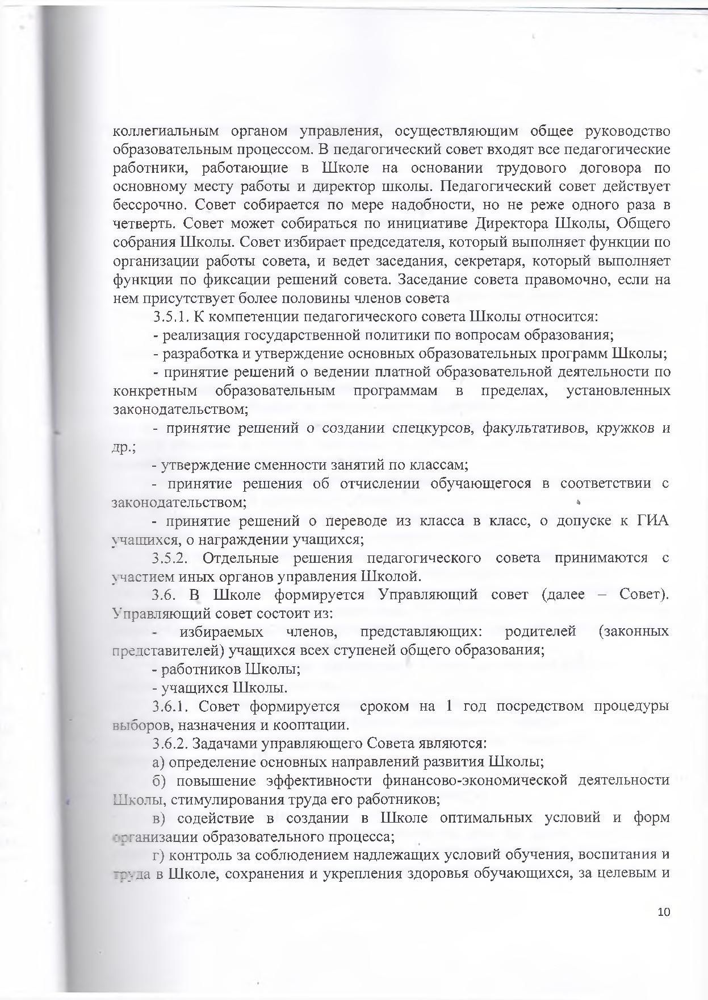 коллегиальным органом управления, осуществляющим общее руководство
образовательным процессом. В педагогический совет входят все педагогические
работники, работающие в Школе на основании трудового договора по
основному месту работы и директор школы. Педагогический совет действует
бессрочно. Совет собирается по мере надобности, но не реже одного раза в
четверть. Совет может собираться по инициативе Директора Школы, Общего
собрания Школы. Совет избирает председателя, который выполняет функции по
организации работы совета, и ведет заседания, секретаря, который выполняет
функции по фиксации решений совета. Заседание совета правомочно, если на
нем присутствует более половины членов совета
3.5.1. К компетенции педагогического совета Школы относится:
- реализация государственной политики по вопросам образования;
- разработка и утверждение основных образовательных программ Школы;
- принятие решений о ведении платной образовательной деятельности по
конкретным образовательным программам в пределах, установленных
законодательством;
- принятие решений о создании спецкурсов, факультативов, кружков и
др.;
- утверждение сменности занятий по классам;
- принятие решения об отчислении обучающегося в соответствии с
законодательством;
- принятие решений о переводе из класса в класс, о допуске к ГИА
учащихся, о награждении учащихся;
3.5.2. Отдельные решения педагогического совета принимаются с
участием иных органов управления Школой.
3.6. В Школе формируется Управляющий совет (далее – Совет).
Управляющий совет состоит из:
- избираемых членов, представляющих: родителей (законных
представителей) учащихся всех ступеней общего образования;
- работников Школы;
- учащихся Школы.
3.6.1. Совет формируется сроком на 1 год посредством процедуры
выборов, назначения и кооптации.
3.6.2. Задачами управляющего Совета являются:
а) определение основных направлений развития Школы;
б) повышение эффективности финансово-экономической деятельности
Школы, стимулирования труда его работников;
в) содействие в создании в Школе оптимальных условий и форм
организации образовательного процесса;
г) контроль за соблюдением надлежащих условий обучения, воспитания и
труда в Школе, сохранения и укрепления здоровья обучающихся, за целевым и
10